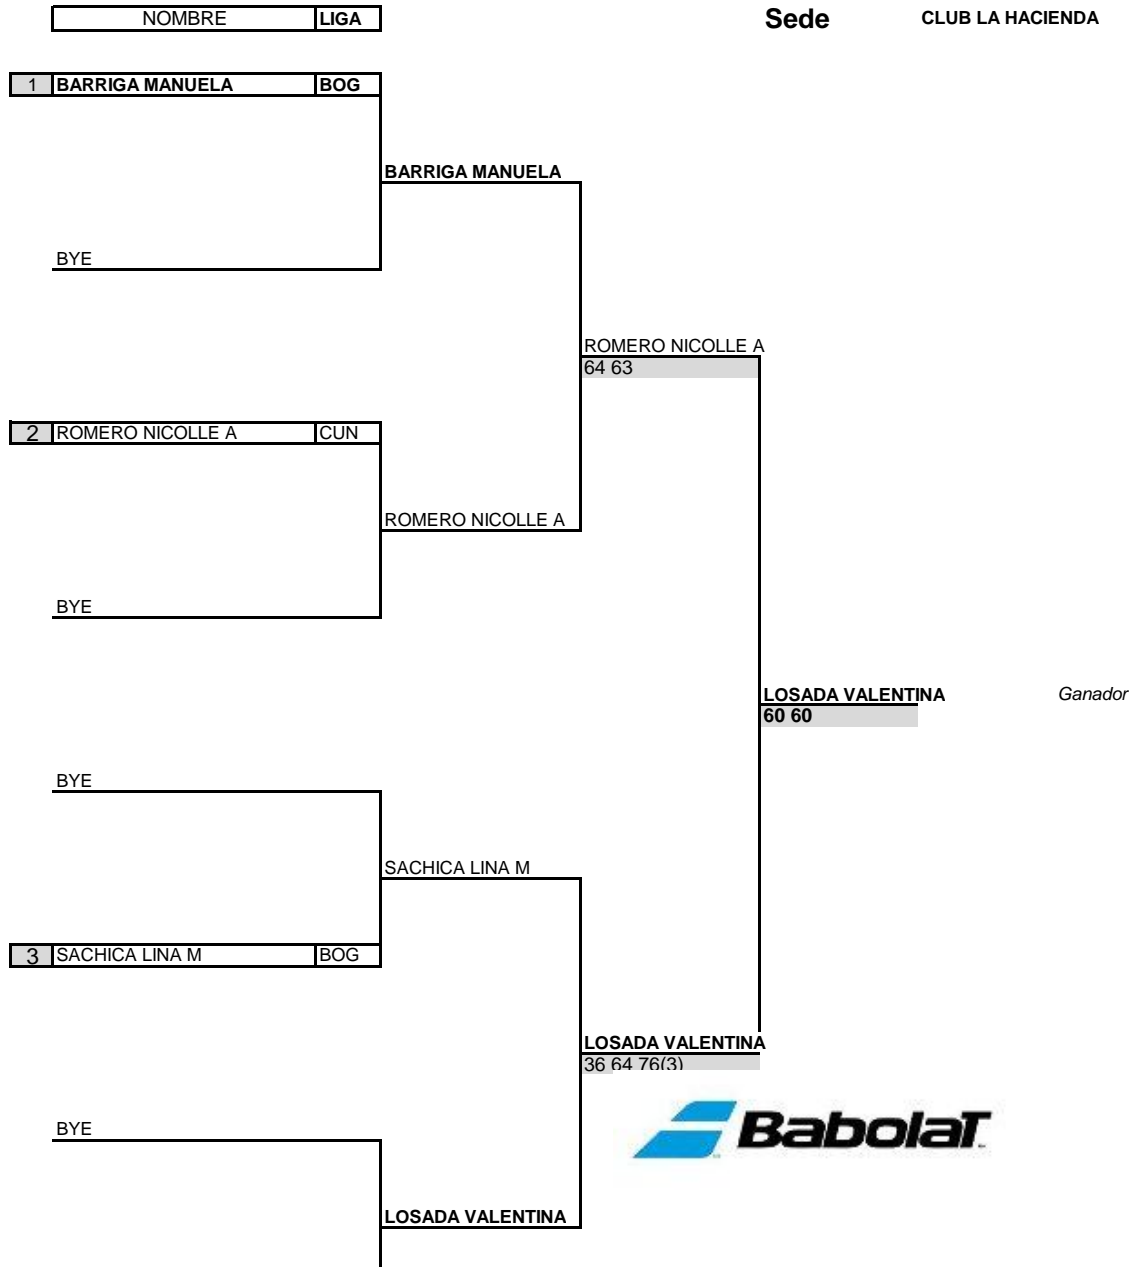 NOMBRE LIGA Sede CLUB LA HACIENDA
1 BARRIGA MANUELA BOG
BARRIGA MANUELA
BYE
ROMERO NICOLLE A
64 63
2 ROMERO NICOLLE A CUN
ROMERO NICOLLE A
BYE
LOSADA VALENTINA Ganador
60 60
BYE
SACHICA LINA M
3 SACHICA LINA M BOG
LOSADA VALENTINA
36 64 76(3)
BabolaT
BYE
LOSADA VALENTINA